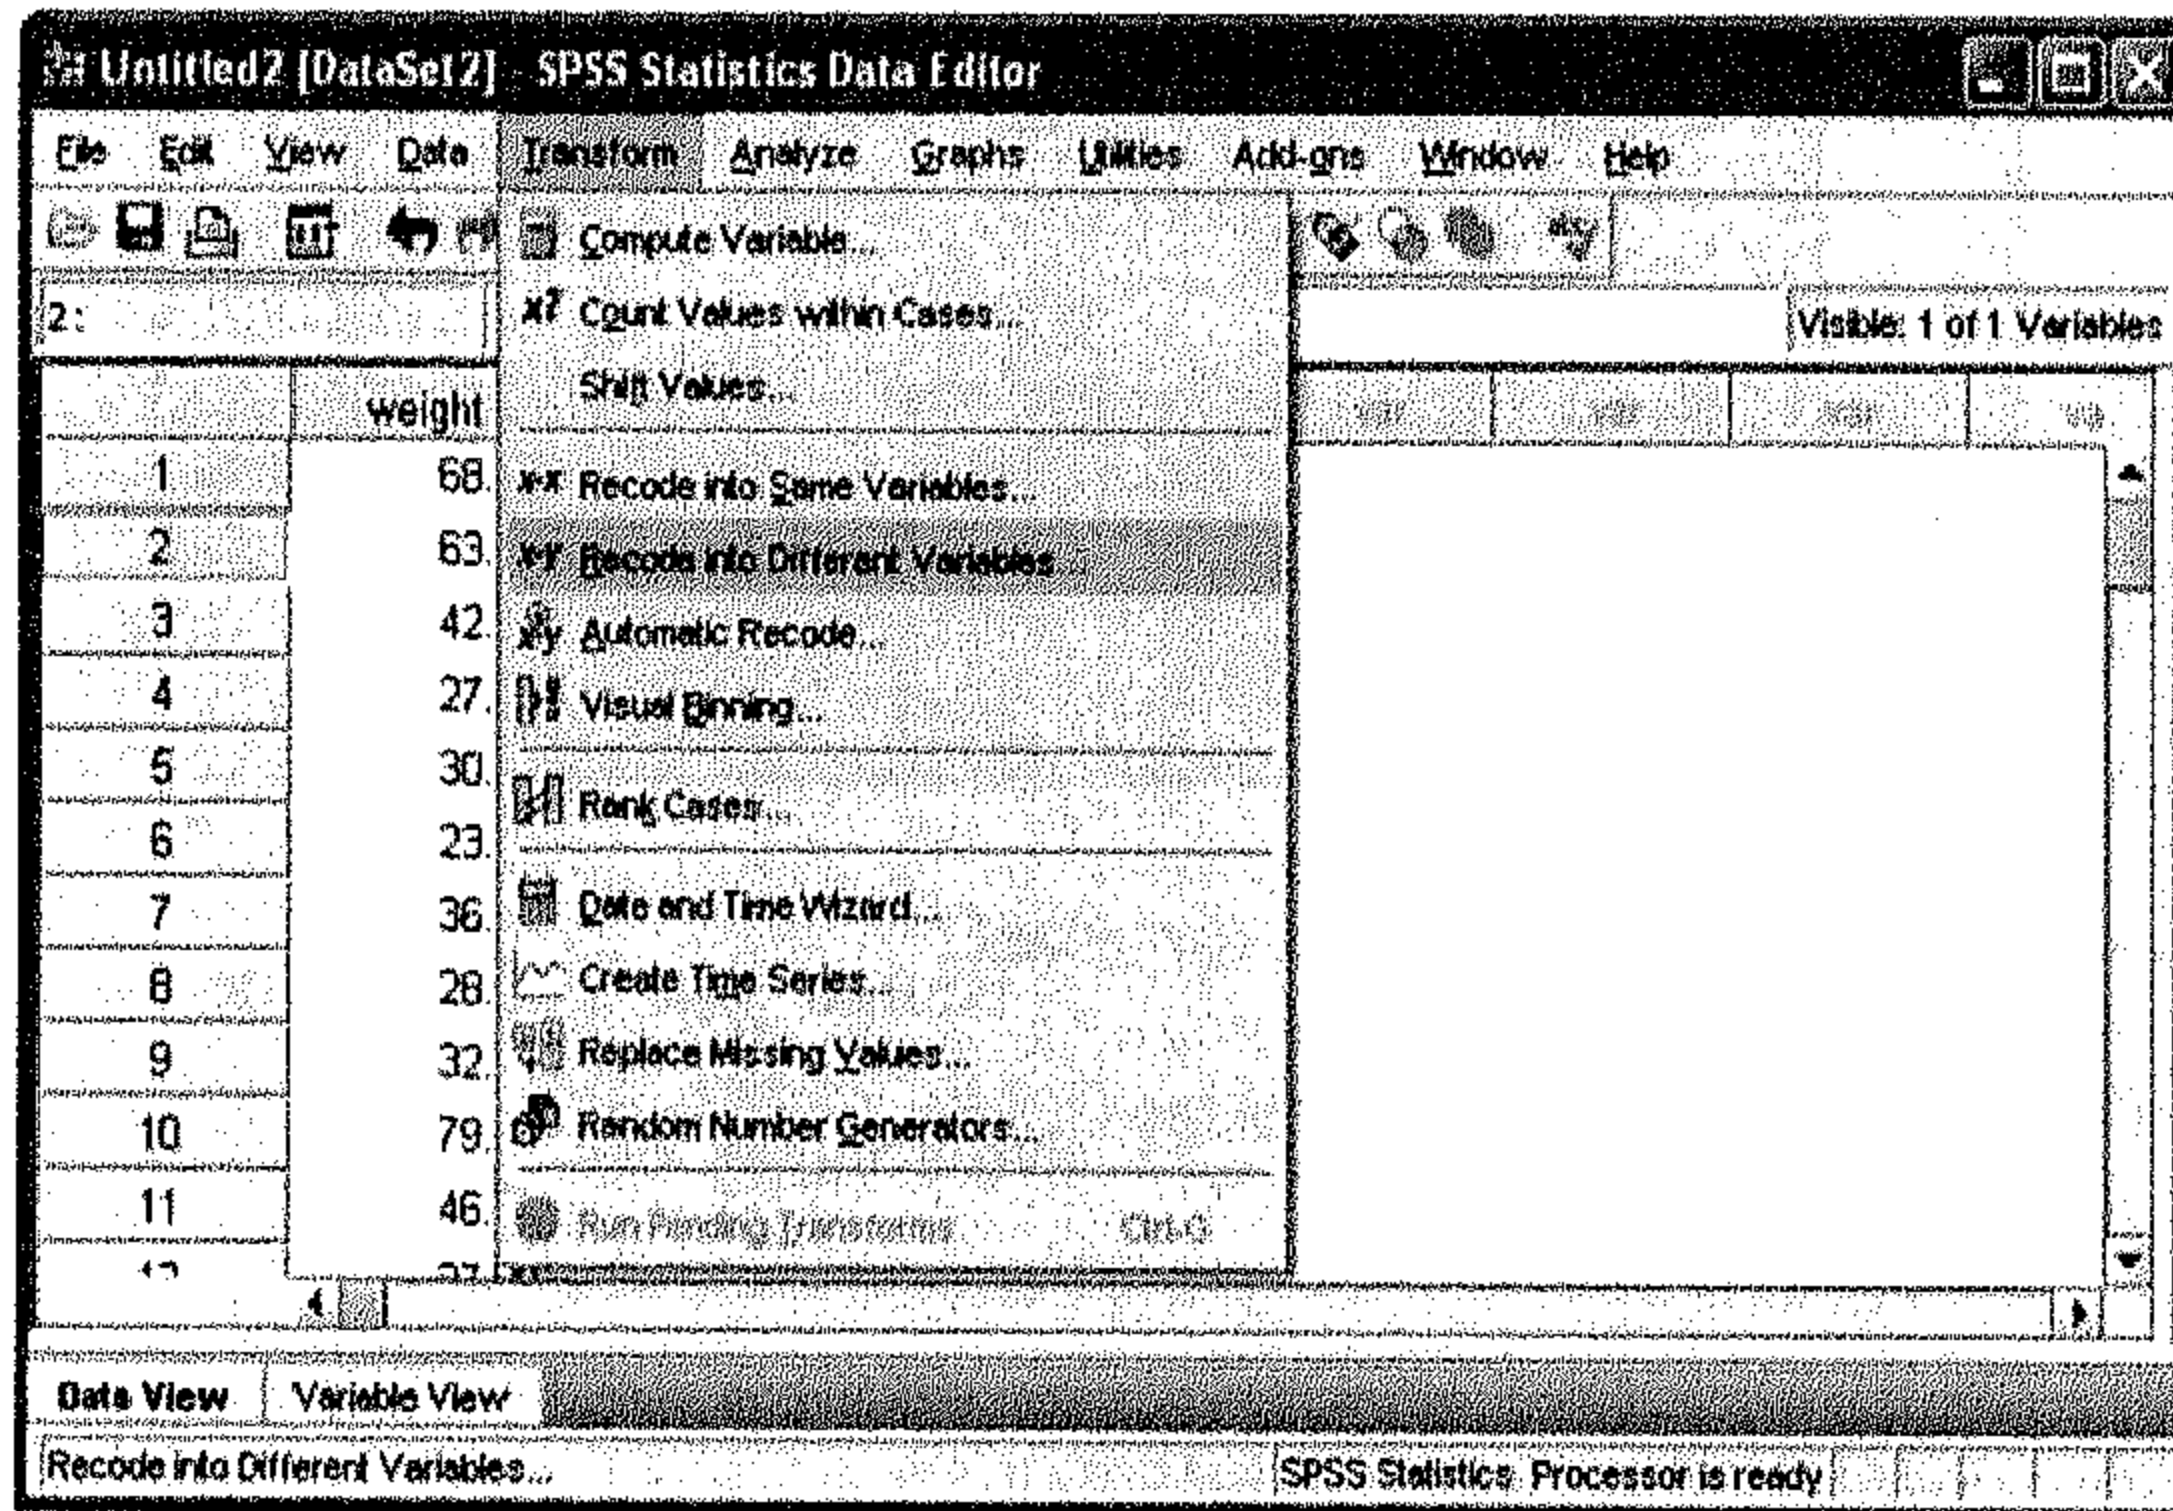 Untitled2 [DataSet2] - SPSS Statistics Data Editor
File Edit View Data Transform Analyze Graphs Utilities Add-ons Window Help
2 :
Visible: 1 of 1 Variables
weight
1 68.
2 63.
3 42.
4 27.
5 30.
6 23.
7 36.
8 28.
9 32.
10 79.
11 46.
Compute Variable...
x? Count Values within Cases...
Shift Values...
x-x Recode into Same Variables...
x-y Recode into Different Variables...
Automatic Recode...
Visual Binning...
Rank Cases...
Date and Time Wizard...
Create Time Series...
Replace Missing Values...
Random Number Generators...
Run Pending Transforms Ctrl-G
Data View Variable View
Recode into Different Variables...
SPSS Statistics Processor is ready